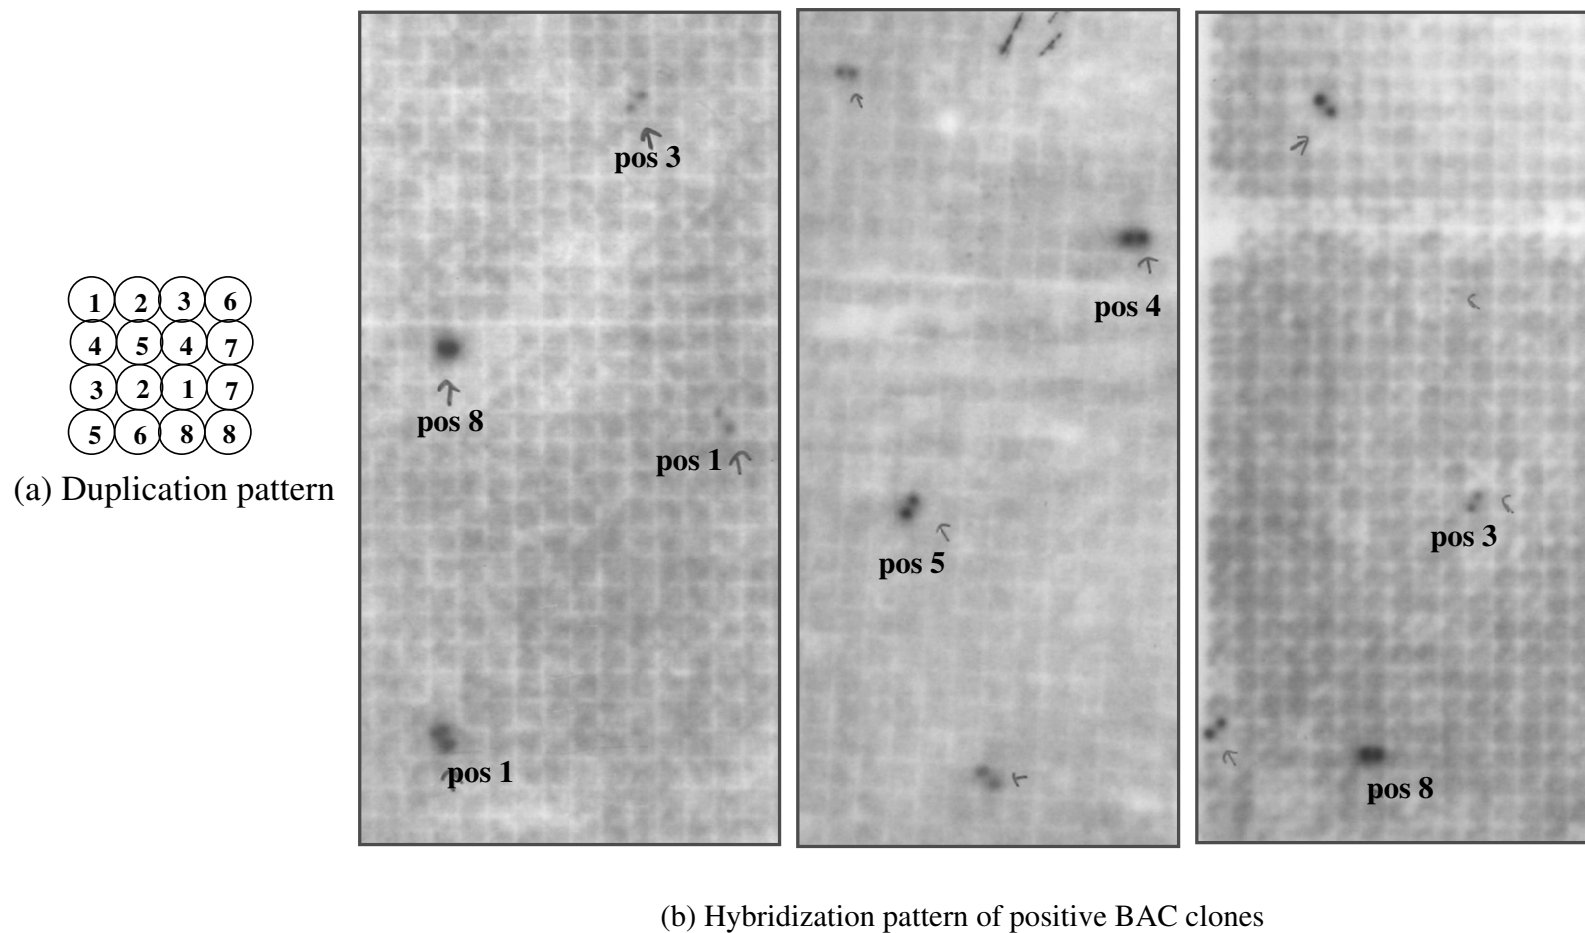 1 2 3 6
4 5 4 7
3 2 1 7
5 6 8 8
(a) Duplication pattern
pos 3
pos 8
pos 1
pos 1
pos 4
pos 5
pos 3
pos 8
(b) Hybridization pattern of positive BAC clones